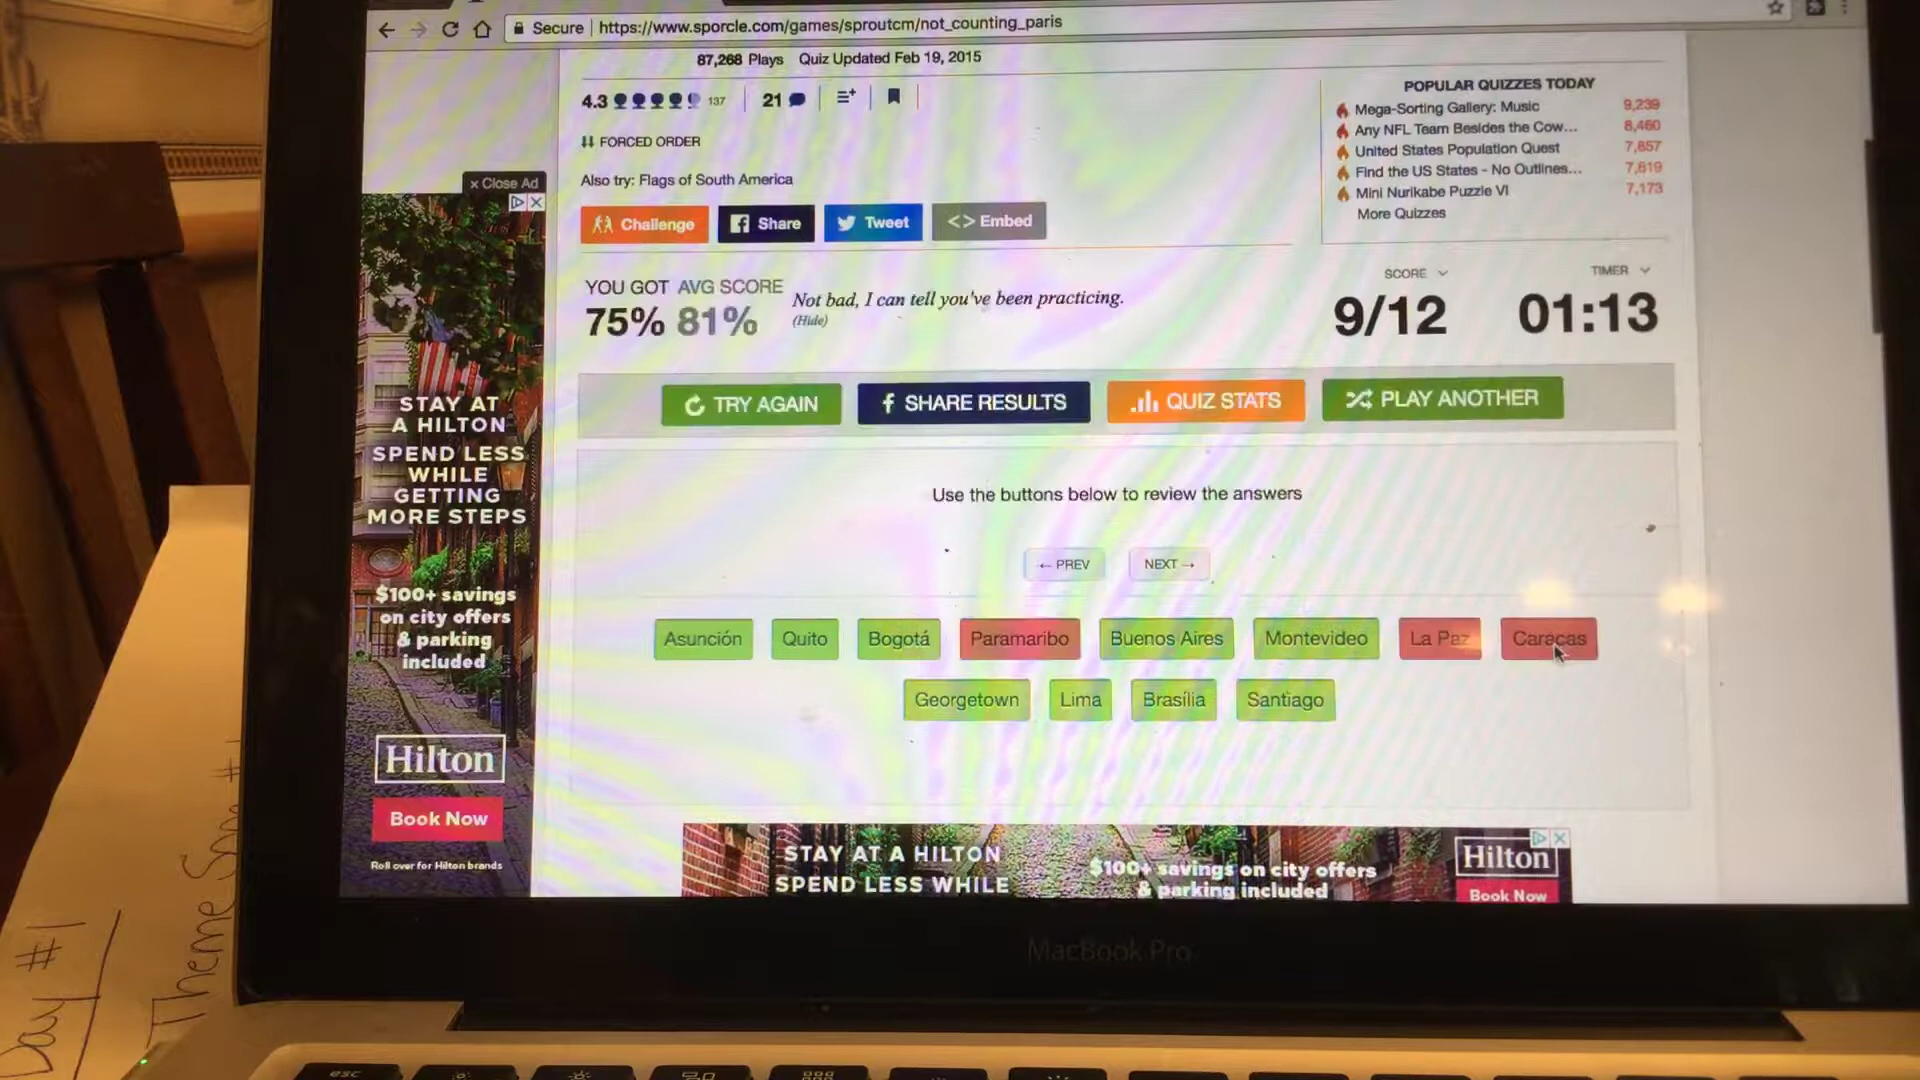 Secure | https://www.sporcle.com/games/sproutcm/not_counting_paris
87,268 Plays Quiz Updated Feb 19, 2015
4.3 137 21
FORCED ORDER
Also try: Flags of South America
Challenge Share Tweet <> Embed
POPULAR QUIZZES TODAY
Mega-Sorting Gallery: Music 9,239
Any NFL Team Besides the Cow... 8,460
United States Population Quest 7,857
Find the US States - No Outlines... 7,619
Mini Nurikabe Puzzle VI 7,173
More Quizzes
YOU GOT AVG SCORE
75% 81%
Not bad, I can tell you've been practicing.
(Hide)
SCORE TIMER
9/12 01:13
TRY AGAIN SHARE RESULTS QUIZ STATS PLAY ANOTHER
Use the buttons below to review the answers
← PREV NEXT →
Asunción Quito Bogotá Paramaribo Buenos Aires Montevideo La Paz Caracas
Georgetown Lima Brasília Santiago
x Close Ad
STAY AT
A HILTON
SPEND LESS
WHILE
GETTING
MORE STEPS
$100+ savings
on city offers
& parking
included
Hilton
Book Now
Roll over for Hilton brands
STAY AT A HILTON
SPEND LESS WHILE
$100+ savings on city offers
& parking included
Hilton
Book Now
MacBook Pro
Day #1
Theme Song #
esc